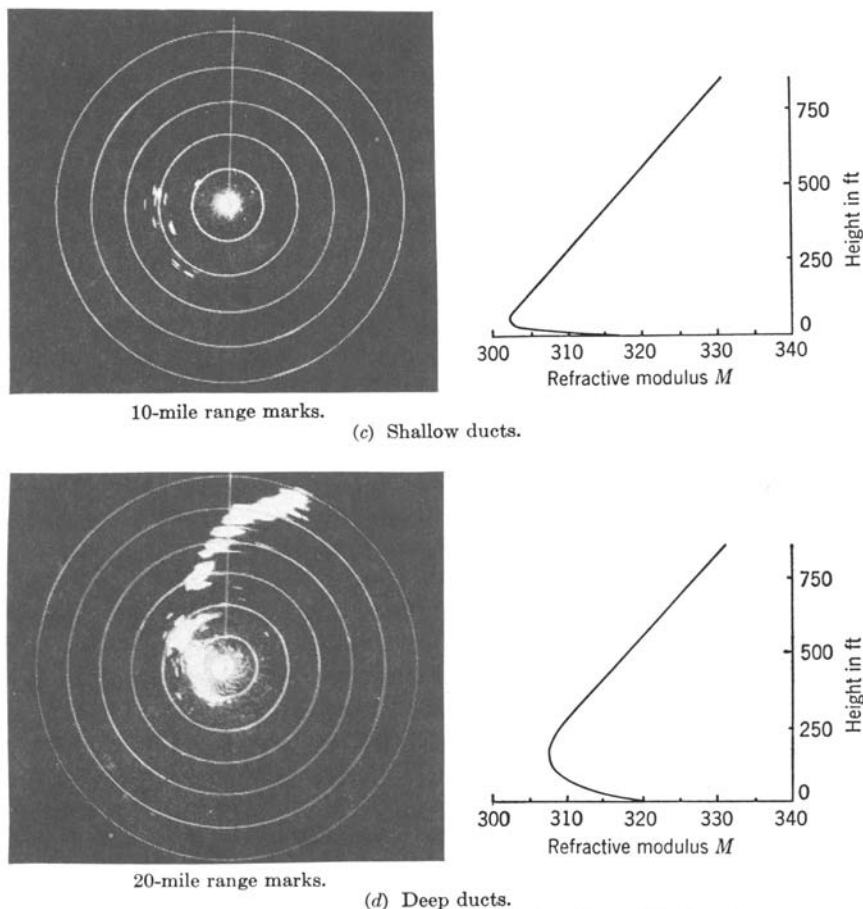 750
500
250
0
Height in ft
300 310 320 330 340
Refractive modulus M
10-mile range marks.
(c) Shallow ducts.
750
500
250
0
Height in ft
300 310 320 330 340
Refractive modulus M
20-mile range marks.
(d) Deep ducts.